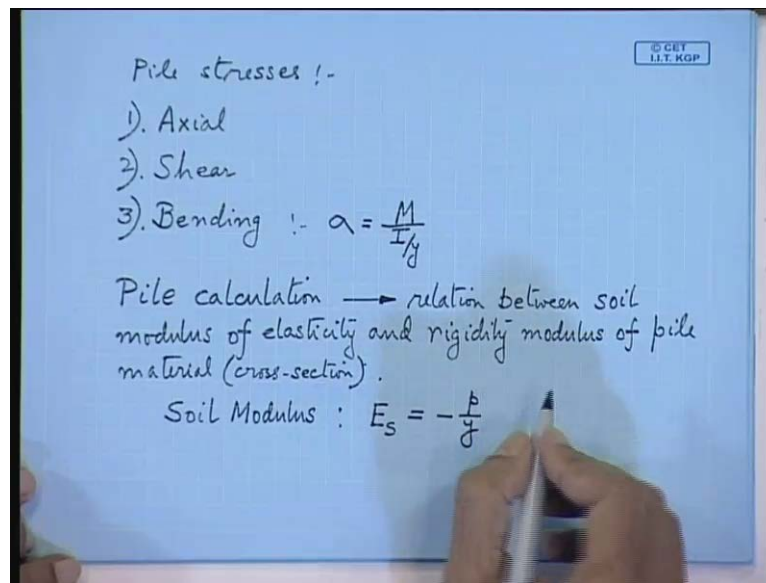 © CET
I.I.T. KGP
Pile stresses :-
1). Axial
2). Shear
3). Bending :- a = M / I/y
Pile calculation → relation between soil
modulus of elasticity and rigidity modulus of pile
material (cross-section).
Soil Modulus : E_s = - p/y